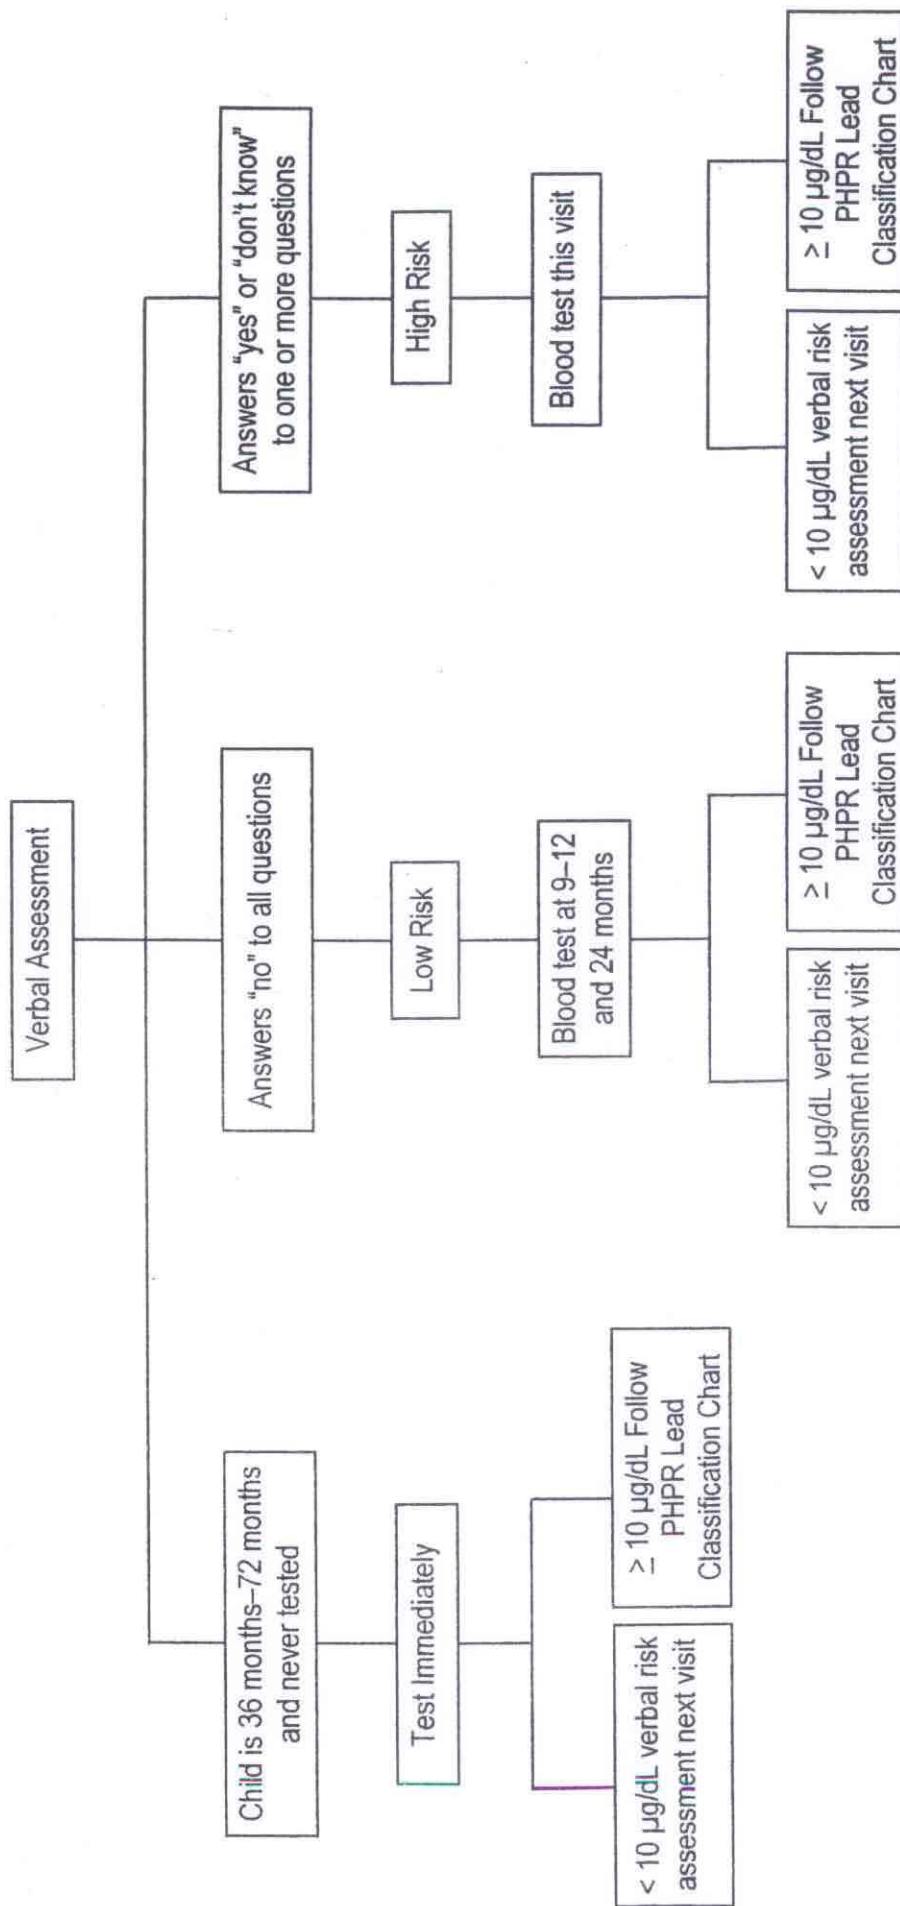 Verbal Assessment
Child is 36 months–72 months
and never tested
Answers “no” to all questions
Answers “yes” or “don’t know”
to one or more questions
Test Immediately
Low Risk
High Risk
Blood test at 9–12
and 24 months
Blood test this visit
< 10 µg/dL verbal risk
assessment next visit
≥ 10 µg/dL Follow
PHPR Lead
Classification Chart
< 10 µg/dL verbal risk
assessment next visit
≥ 10 µg/dL Follow
PHPR Lead
Classification Chart
< 10 µg/dL verbal risk
assessment next visit
≥ 10 µg/dL Follow
PHPR Lead
Classification Chart